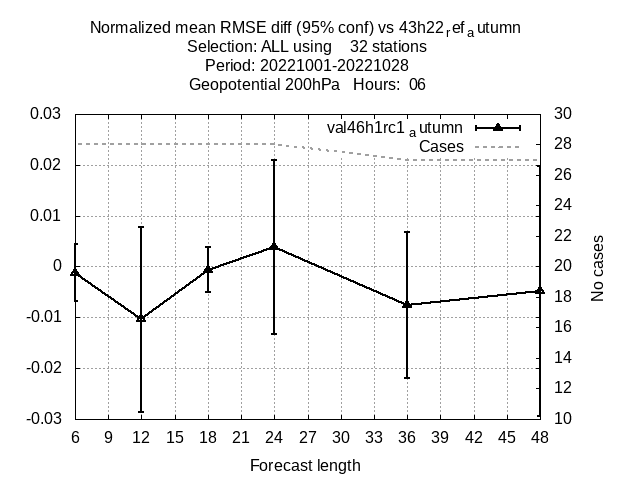 Normalized mean RMSE diff (95% conf) vs 43h22refautumn
Selection: ALL using 32 stations
Period: 20221001-20221028
Geopotential 200hPa Hours: 06
val46h1rc1autumn
Cases
0.03
0.02
0.01
0
-0.01
-0.02
-0.03
30
28
26
24
22
20
18
16
14
12
10
No cases
6 9 12 15 18 21 24 27 30 33 36 39 42 45 48
Forecast length